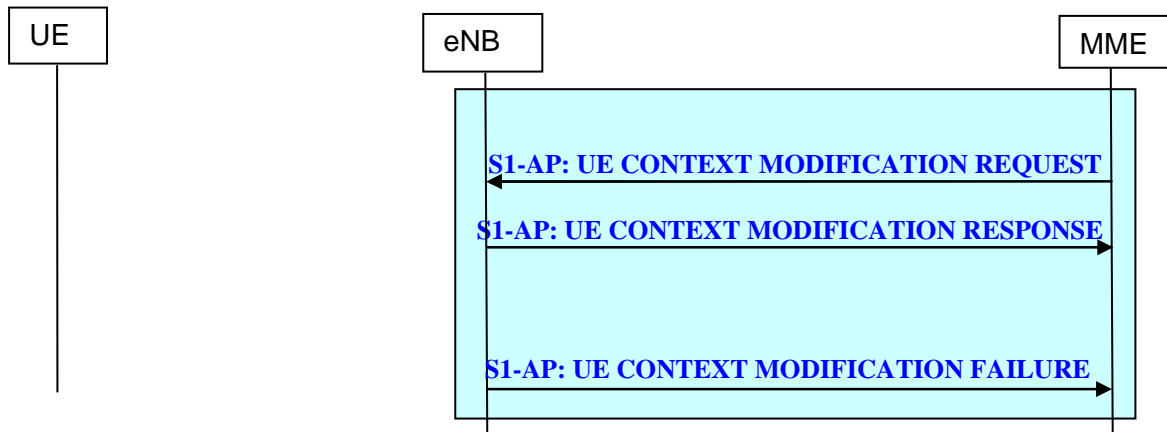 UE
eNB
MME
S1-AP: UE CONTEXT MODIFICATION REQUEST
S1-AP: UE CONTEXT MODIFICATION RESPONSE
S1-AP: UE CONTEXT MODIFICATION FAILURE